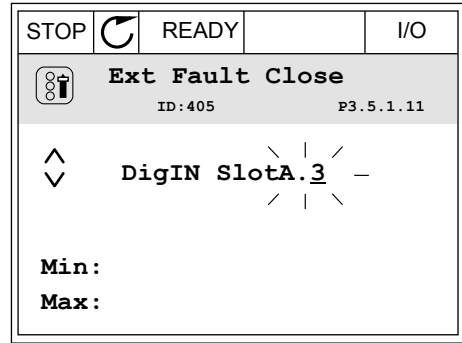 STOP READY I/O
Ext Fault Close
ID:405 P3.5.1.11
DigIN SlotA.3
Min:
Max: